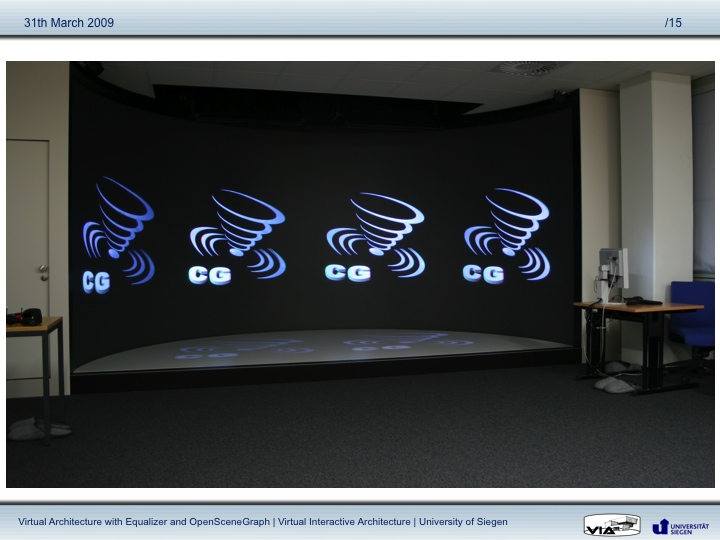 31th March 2009
/15
CG
CG
CG
CG
Virtual Architecture with Equalizer and OpenSceneGraph | Virtual Interactive Architecture | University of Siegen
VIA
UNIVERSITÄT
SIEGEN